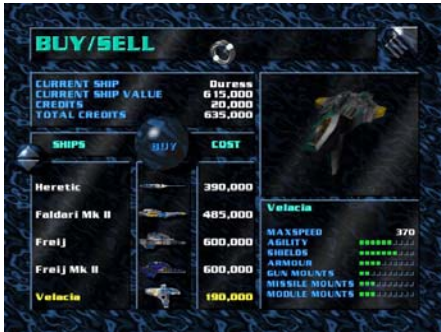 BUY/SELL
CURRENT SHIP Duress
CURRENT SHIP VALUE 615,000
CREDITS 20,000
TOTAL CREDITS 635,000
SHIPS BUY COST
Heretic 390,000
Faldari Mk II 485,000
Freij 600,000
Freij Mk II 600,000
Velacia 190,000
Velacia
MAXSPEED 370
AGILITY
SHIELDS
ARMOUR
GUN MOUNTS
MISSILE MOUNTS
MODULE MOUNTS